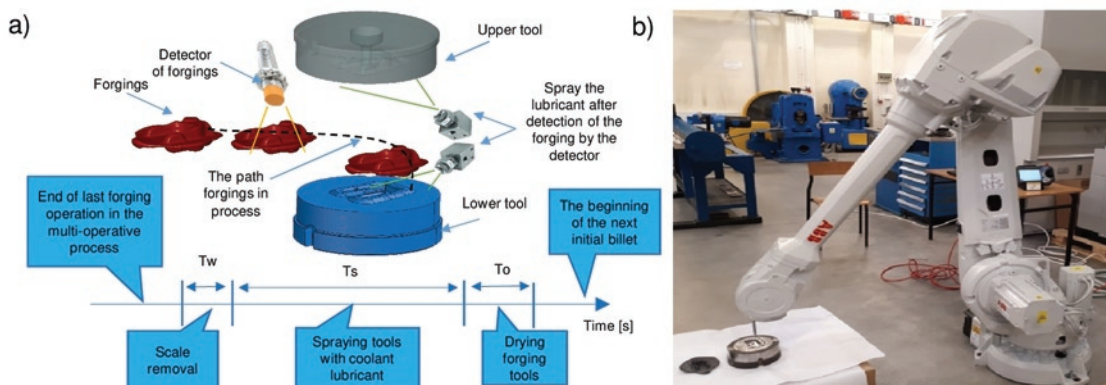 a)
Detector
of forgings
Forgings
Upper tool
Spray the
lubricant after
detection of the
forging by the
detector
The path
forgings in
process
Lower tool
End of last forging
operation in the
multi-operative
process
The beginning
of the next
initial billet
Tw
Ts
To
Time [s]
Scale
removal
Spraying tools
with coolant
lubricant
Drying
forging
tools
b)
ABB